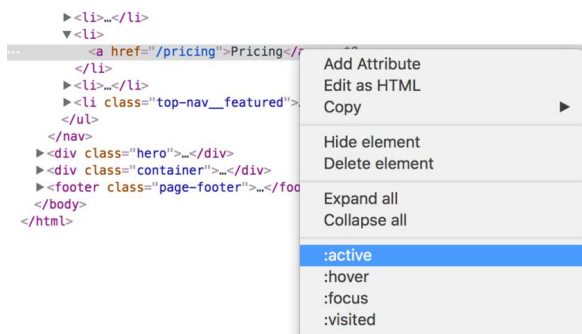 ▶<li>…</li>
▼<li>
<a href="/pricing">Pricing</a
</li>
▶<li>…</li>
▶<li class="top-nav__featured">
</ul>
</nav>
▶<div class="hero">…</div>
▶<div class="container">…</div>
▶<footer class="page-footer">…</foo
</body>
</html>
Add Attribute
Edit as HTML
Copy ▶
Hide element
Delete element
Expand all
Collapse all
:active
:hover
:focus
:visited